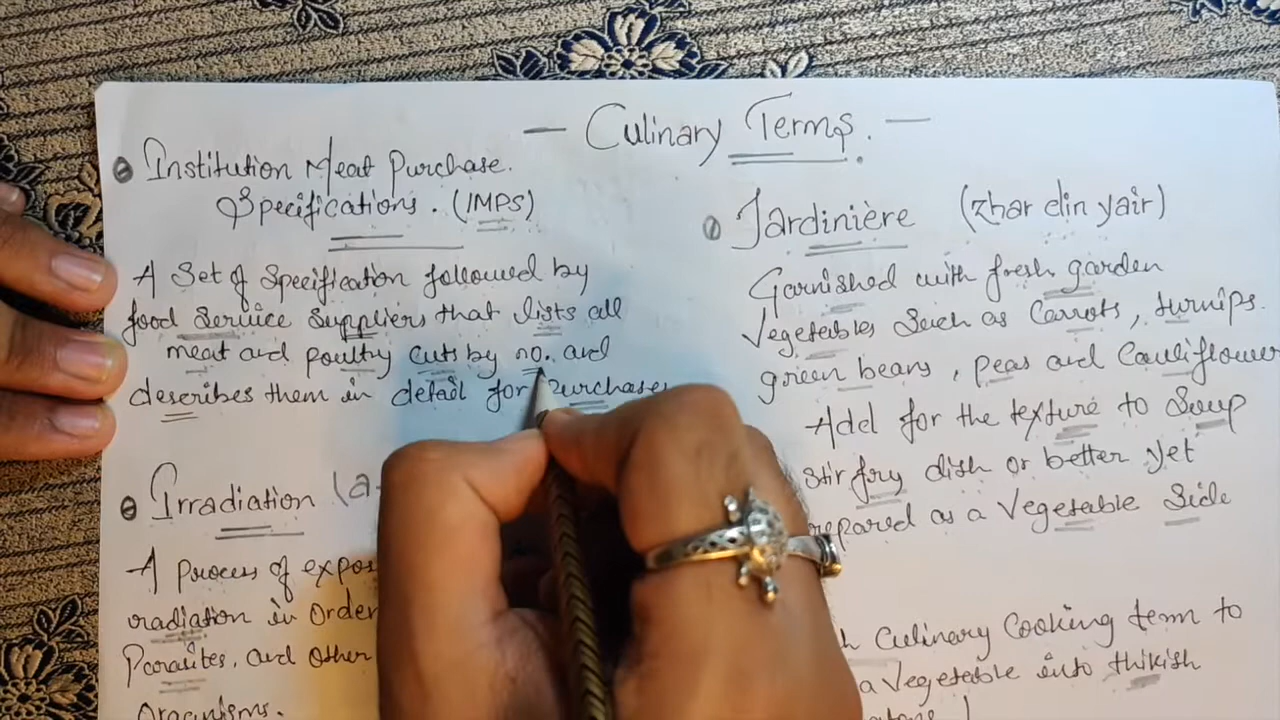 — Culinary Terms. —
Institution Meat Purchase.
Specifications. (IMPS)
A Set of Specification followed by
food Service Suppliers that lists all
meat and poultry cuts by no. and
describes them in detail for Purchases
Irradiation (a-
A process of expos
radiation in Order
Parasites, and other
Organisms.
Jardinière (zhar din yair)
Garnished with fresh garden
Vegetables Such as Carrots, turnips.
green beans, peas and Cauliflower
Add for the texture to Soup
Stir fry dish or better yet
repared as a Vegetable Side
h Culinary Cooking term to
a Vegetable into thikish